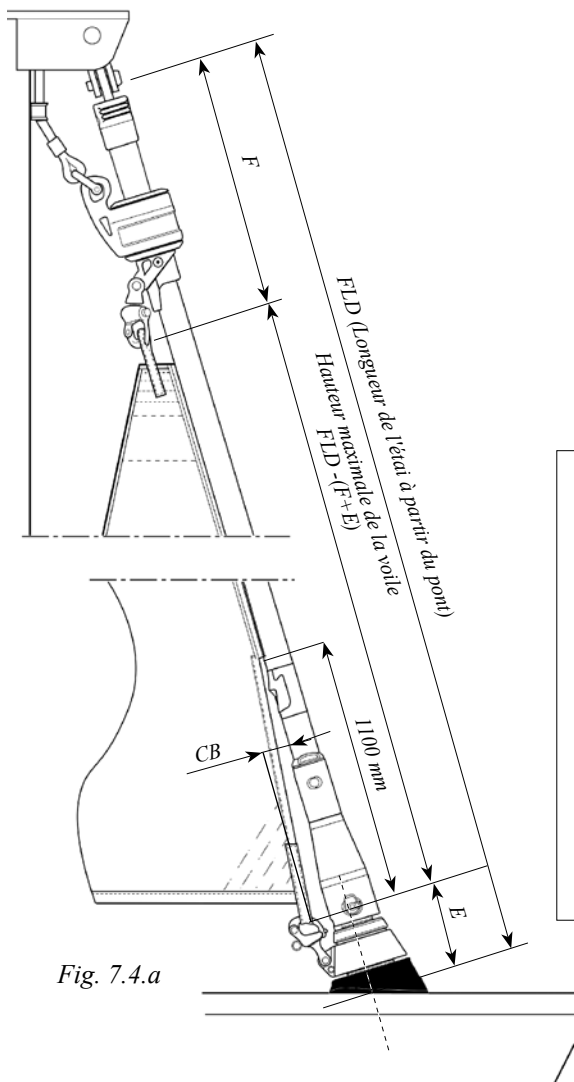 F
FLD (Longueur de l'étai à partir du pont)
Hauteur maximale de la voile
FLD -(F+E)
1100 mm
CB
E
Fig. 7.4.a